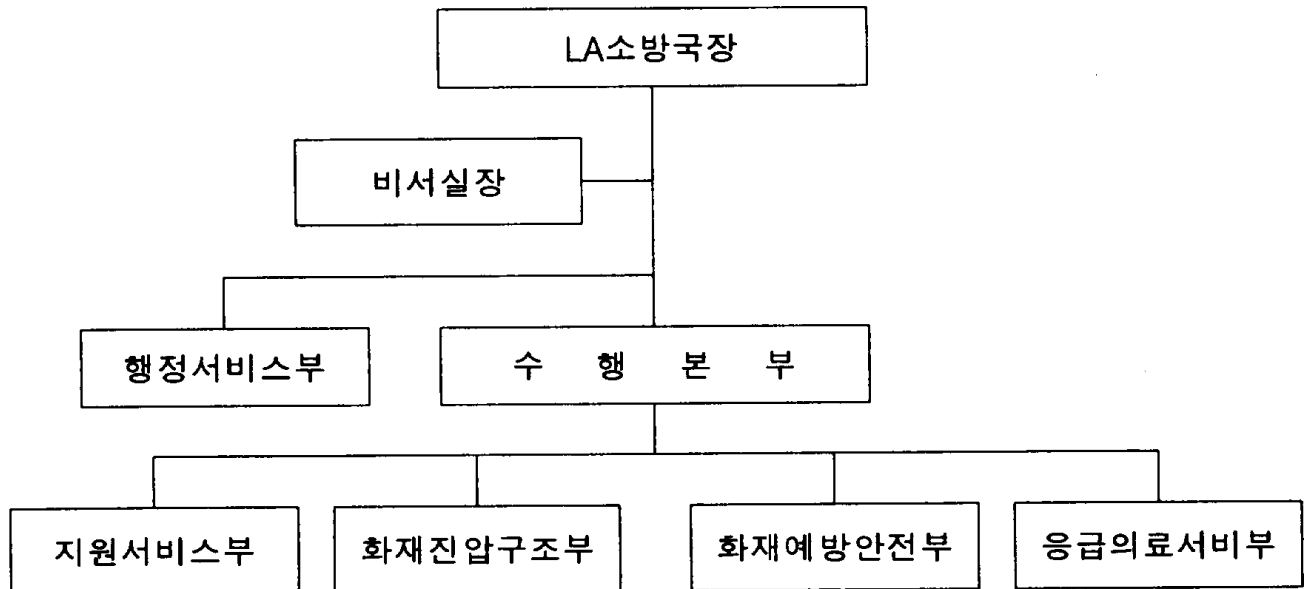 LA소방국장
비서실장
행정서비스부
수 행 본 부
지원서비스부
화재진압구조부
화재예방안전부
응급의료서비부